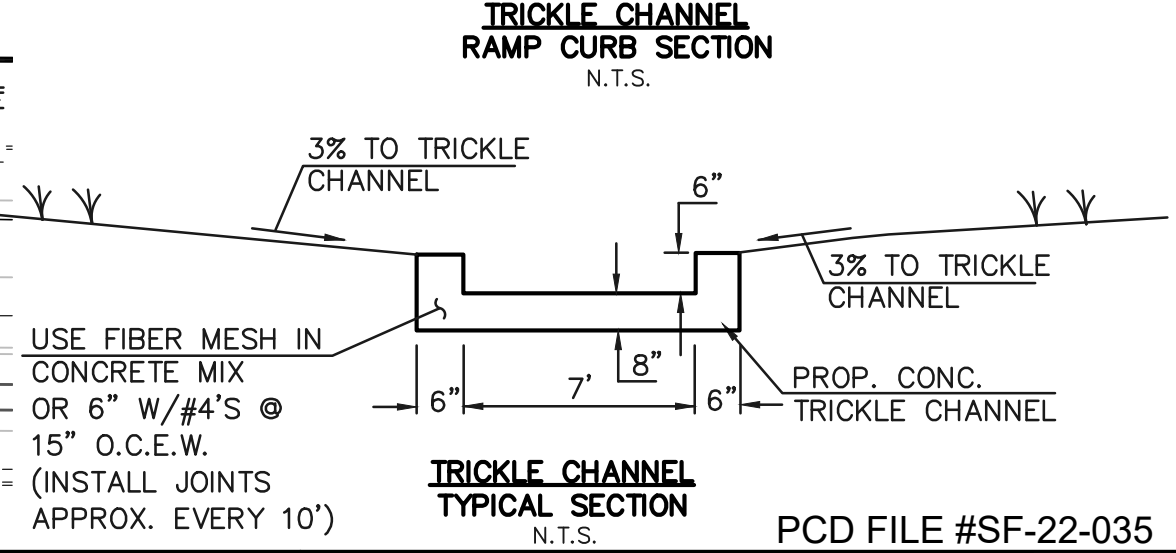 TRICKLE CHANNEL
RAMP CURB SECTION
N.T.S.
3% TO TRICKLE
CHANNEL
6”
3% TO TRICKLE
CHANNEL
USE FIBER MESH IN
CONCRETE MIX
OR 6” W/#4'S @
15” O.C.E.W.
(INSTALL JOINTS
APPROX. EVERY 10')
6”
7'
8”
6”
PROP. CONC.
TRICKLE CHANNEL
TRICKLE CHANNEL
TYPICAL SECTION
N.T.S.
PCD FILE #SF-22-035